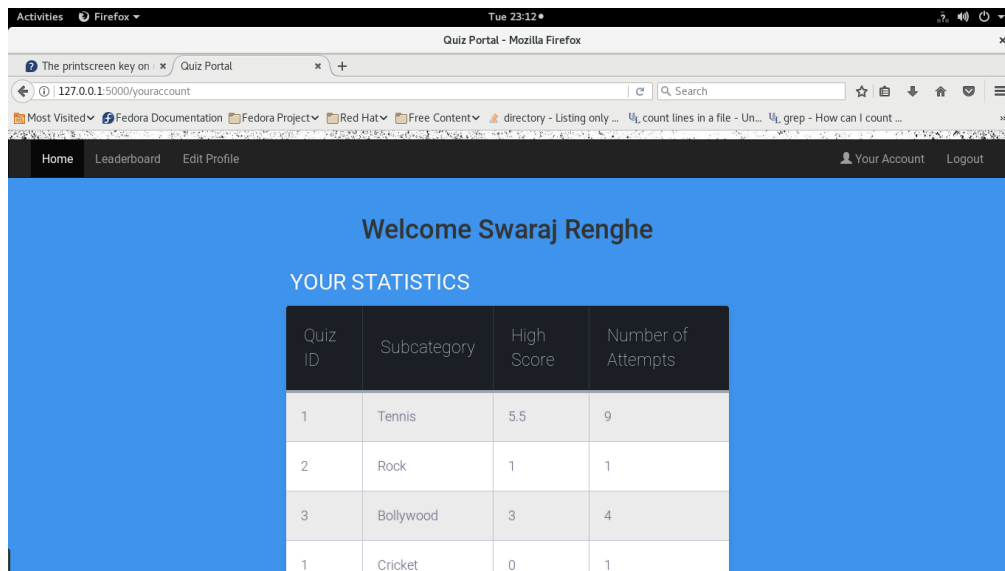 Activities Firefox Tue 23:12
Quiz Portal - Mozilla Firefox
The printscreen key on Quiz Portal
127.0.0.1:5000/youraccount Search
Most Visited Fedora Documentation Fedora Project Red Hat Free Content directory - Listing only ... count lines in a file - Un... grep - How can I count ...
Home Leaderboard Edit Profile Your Account Logout
Welcome Swaraj Renghe
YOUR STATISTICS
Quiz ID Subcategory High Score Number of Attempts
1 Tennis 5.5 9
2 Rock 1 1
3 Bollywood 3 4
1 Cricket 0 1